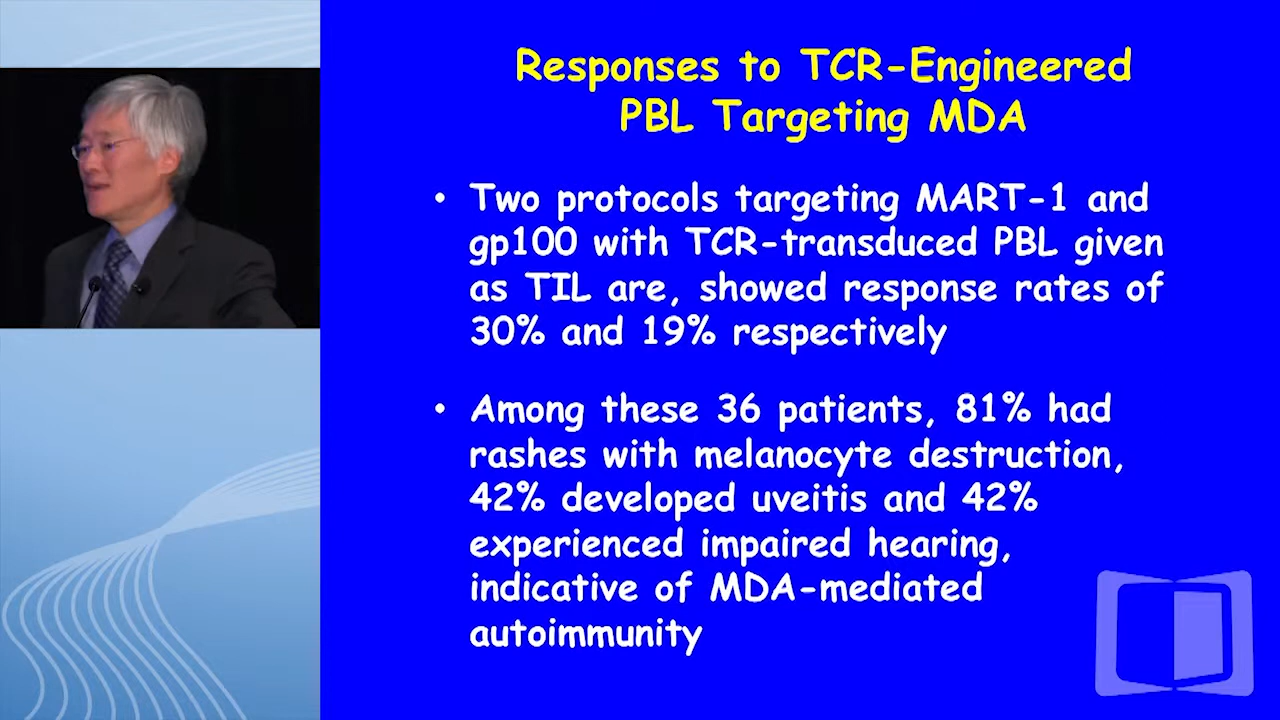 Responses to TCR-Engineered
PBL Targeting MDA
• Two protocols targeting MART-1 and
gp100 with TCR-transduced PBL given
as TIL are, showed response rates of
30% and 19% respectively
• Among these 36 patients, 81% had
rashes with melanocyte destruction,
42% developed uveitis and 42%
experienced impaired hearing,
indicative of MDA-mediated
autoimmunity